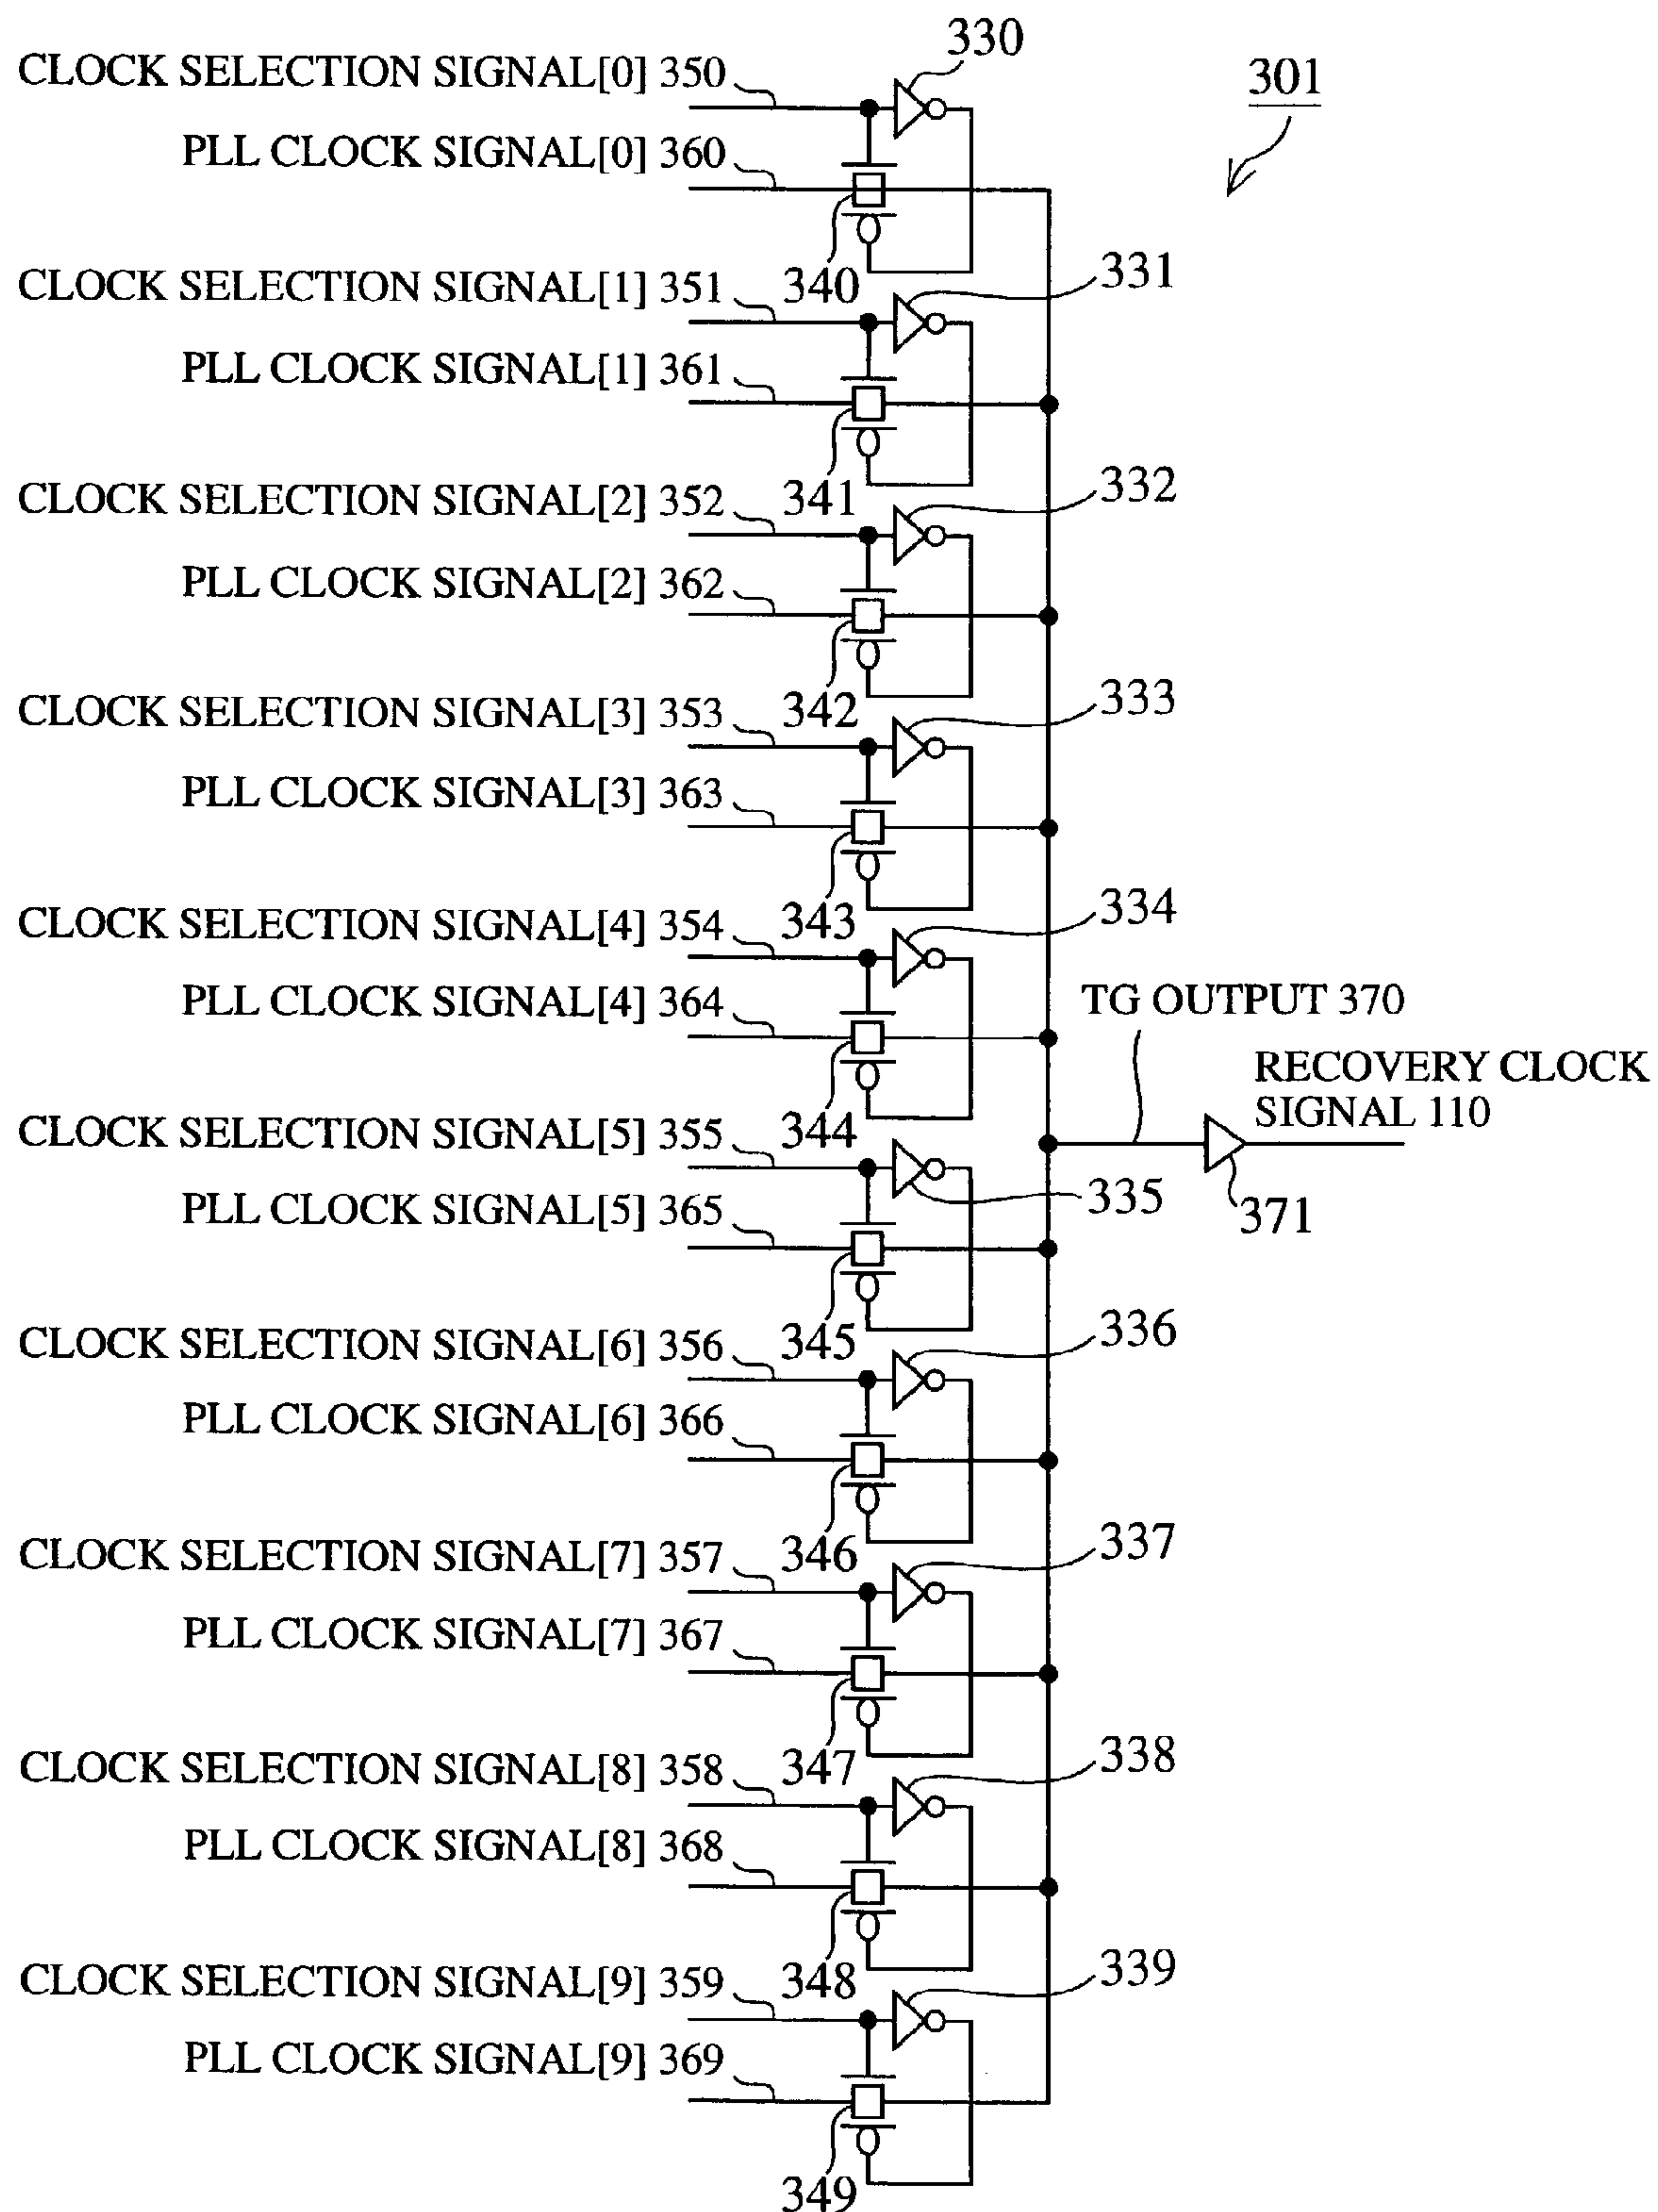 330
CLOCK SELECTION SIGNAL[0] 350
301
PLL CLOCK SIGNAL[0] 360
340
331
CLOCK SELECTION SIGNAL[1] 351
PLL CLOCK SIGNAL[1] 361
341
332
CLOCK SELECTION SIGNAL[2] 352
PLL CLOCK SIGNAL[2] 362
342
333
CLOCK SELECTION SIGNAL[3] 353
PLL CLOCK SIGNAL[3] 363
343
334
CLOCK SELECTION SIGNAL[4] 354
PLL CLOCK SIGNAL[4] 364
344
TG OUTPUT 370
RECOVERY CLOCK
SIGNAL 110
371
CLOCK SELECTION SIGNAL[5] 355
335
PLL CLOCK SIGNAL[5] 365
345
336
CLOCK SELECTION SIGNAL[6] 356
PLL CLOCK SIGNAL[6] 366
346
337
CLOCK SELECTION SIGNAL[7] 357
PLL CLOCK SIGNAL[7] 367
347
338
CLOCK SELECTION SIGNAL[8] 358
PLL CLOCK SIGNAL[8] 368
348
339
CLOCK SELECTION SIGNAL[9] 359
PLL CLOCK SIGNAL[9] 369
349